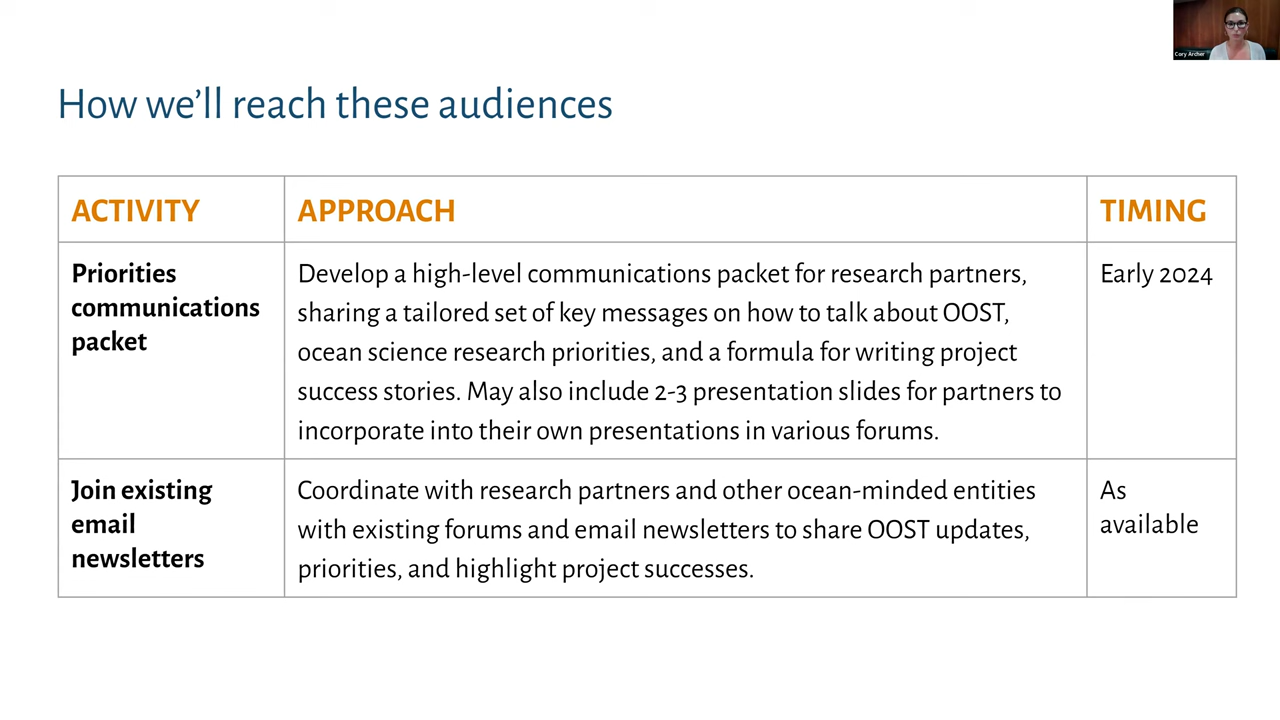 Cory Archer
How we'll reach these audiences
ACTIVITY
APPROACH
TIMING
Priorities
communications
packet
Develop a high-level communications packet for research partners,
sharing a tailored set of key messages on how to talk about OOST,
ocean science research priorities, and a formula for writing project
success stories. May also include 2-3 presentation slides for partners to
incorporate into their own presentations in various forums.
Early 2024
Join existing
email
newsletters
Coordinate with research partners and other ocean-minded entities
with existing forums and email newsletters to share OOST updates,
priorities, and highlight project successes.
As
available